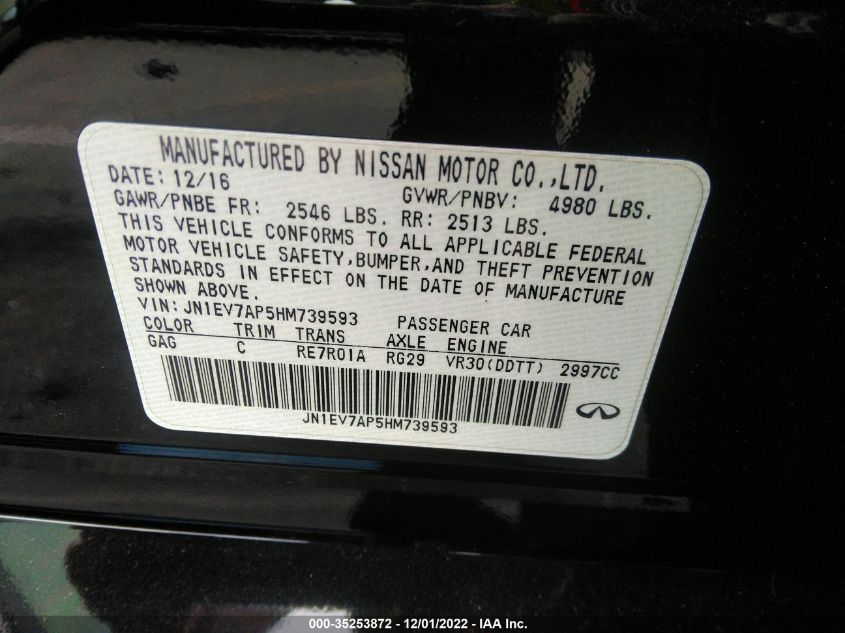 MANUFACTURED BY NISSAN MOTOR CO.,LTD.
DATE: 12/16 GVWR/PNBV: 4980 LBS.
GAWR/PNBE FR: 2546 LBS. RR: 2513 LBS.
THIS VEHICLE CONFORMS TO ALL APPLICABLE FEDERAL
MOTOR VEHICLE SAFETY,BUMPER,AND THEFT PREVENTION
STANDARDS IN EFFECT ON THE DATE OF MANUFACTURE
SHOWN ABOVE.
VIN: JN1EV7AP5HM739593 PASSENGER CAR
COLOR TRIM TRANS AXLE ENGINE
GAG C RE7R01A RG29 VR30(DDTT) 2997CC
JN1EV7AP5HM739593
000-35253872 - 12/01/2022 - IAA Inc.